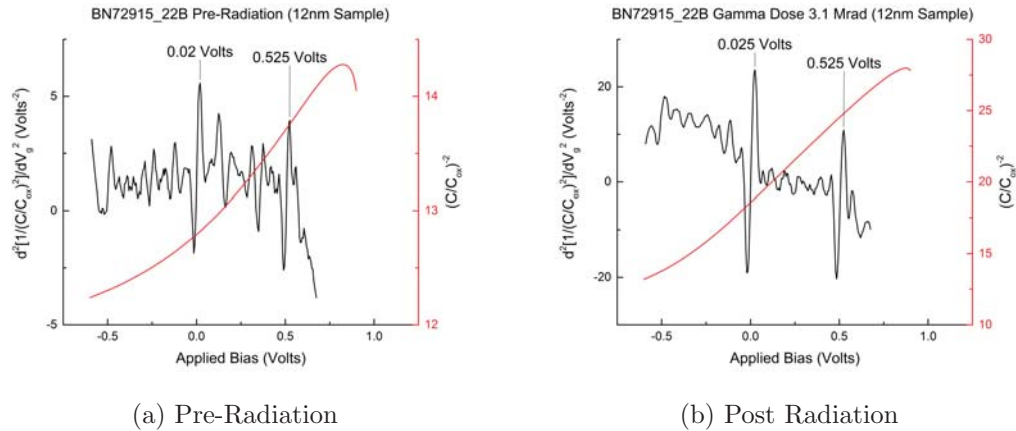 BN72915_22B Pre-Radiation (12nm Sample)
0.02 Volts
0.525 Volts
d²[1/(C/Cox)²]/dVg² (Volts⁻²)
5
0
-5
14
13
12
(C/Cox)⁻²
-0.5 0.0 0.5 1.0
Applied Bias (Volts)
(a) Pre-Radiation
BN72915_22B Gamma Dose 3.1 Mrad (12nm Sample)
0.025 Volts
0.525 Volts
d²[1/(C/Cox)²]/dVg² (Volts⁻²)
20
0
-20
30
25
20
15
10
(C/Cox)⁻²
-0.5 0.0 0.5 1.0
Applied Bias (Volts)
(b) Post Radiation